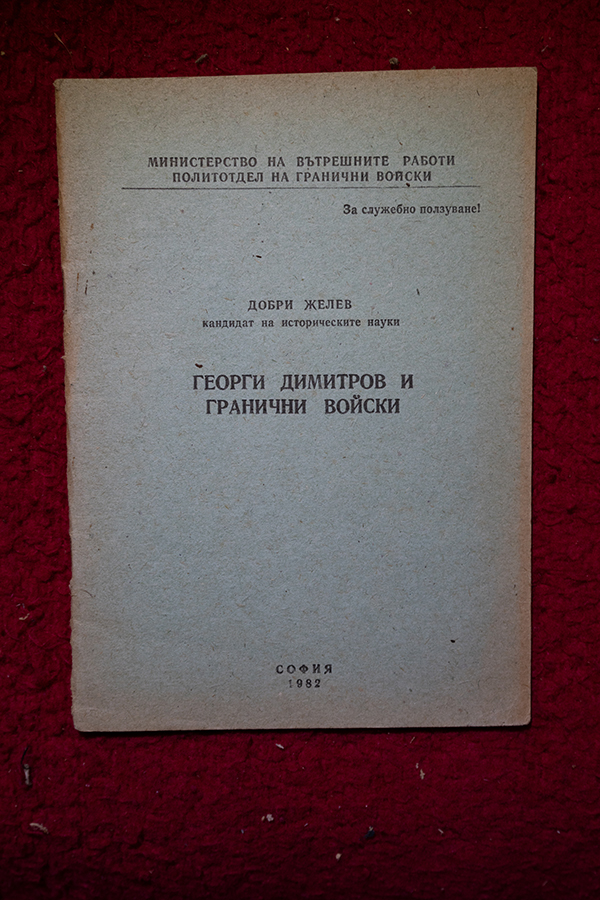 МИНИСТЕРСТВО НА ВЪТРЕШНИТЕ РАБОТИ
ПОЛИТОТДЕЛ НА ГРАНИЧНИ ВОЙСКИ
За служебно ползуване!
ДОБРИ ЖЕЛЕВ
кандидат на историческите науки
ГЕОРГИ ДИМИТРОВ И
ГРАНИЧНИ ВОЙСКИ
СОФИЯ
1982